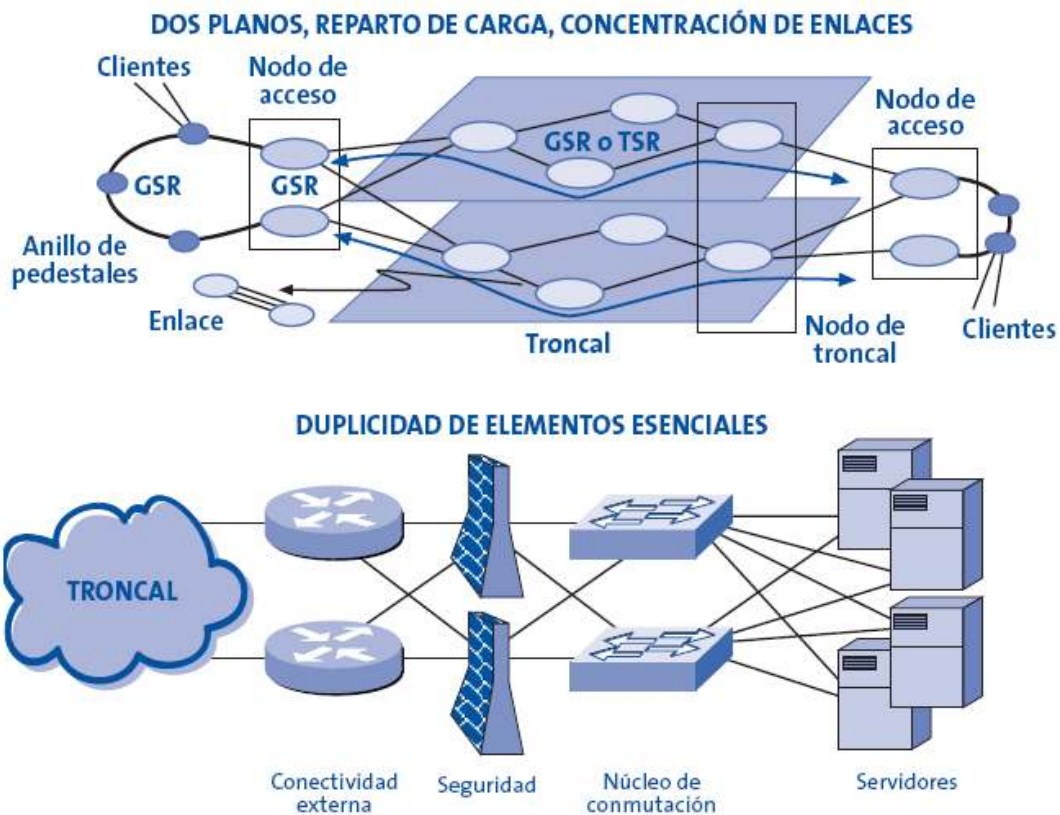 DOS PLANOS, REPARTO DE CARGA, CONCENTRACIÓN DE ENLACES
Clientes
Nodo de
acceso
Nodo de
acceso
GSR o TSR
GSR
GSR
Anillo de
pedestales
Enlace
Troncal
Nodo de
troncal
Clientes
DUPLICIDAD DE ELEMENTOS ESENCIALES
TRONCAL
Conectividad
externa
Seguridad
Núcleo de
conmutación
Servidores